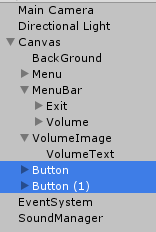 Main Camera
Directional Light
Canvas
BackGround
Menu
MenuBar
Exit
Volume
VolumeImage
VolumeText
Button
Button (1)
EventSystem
SoundManager